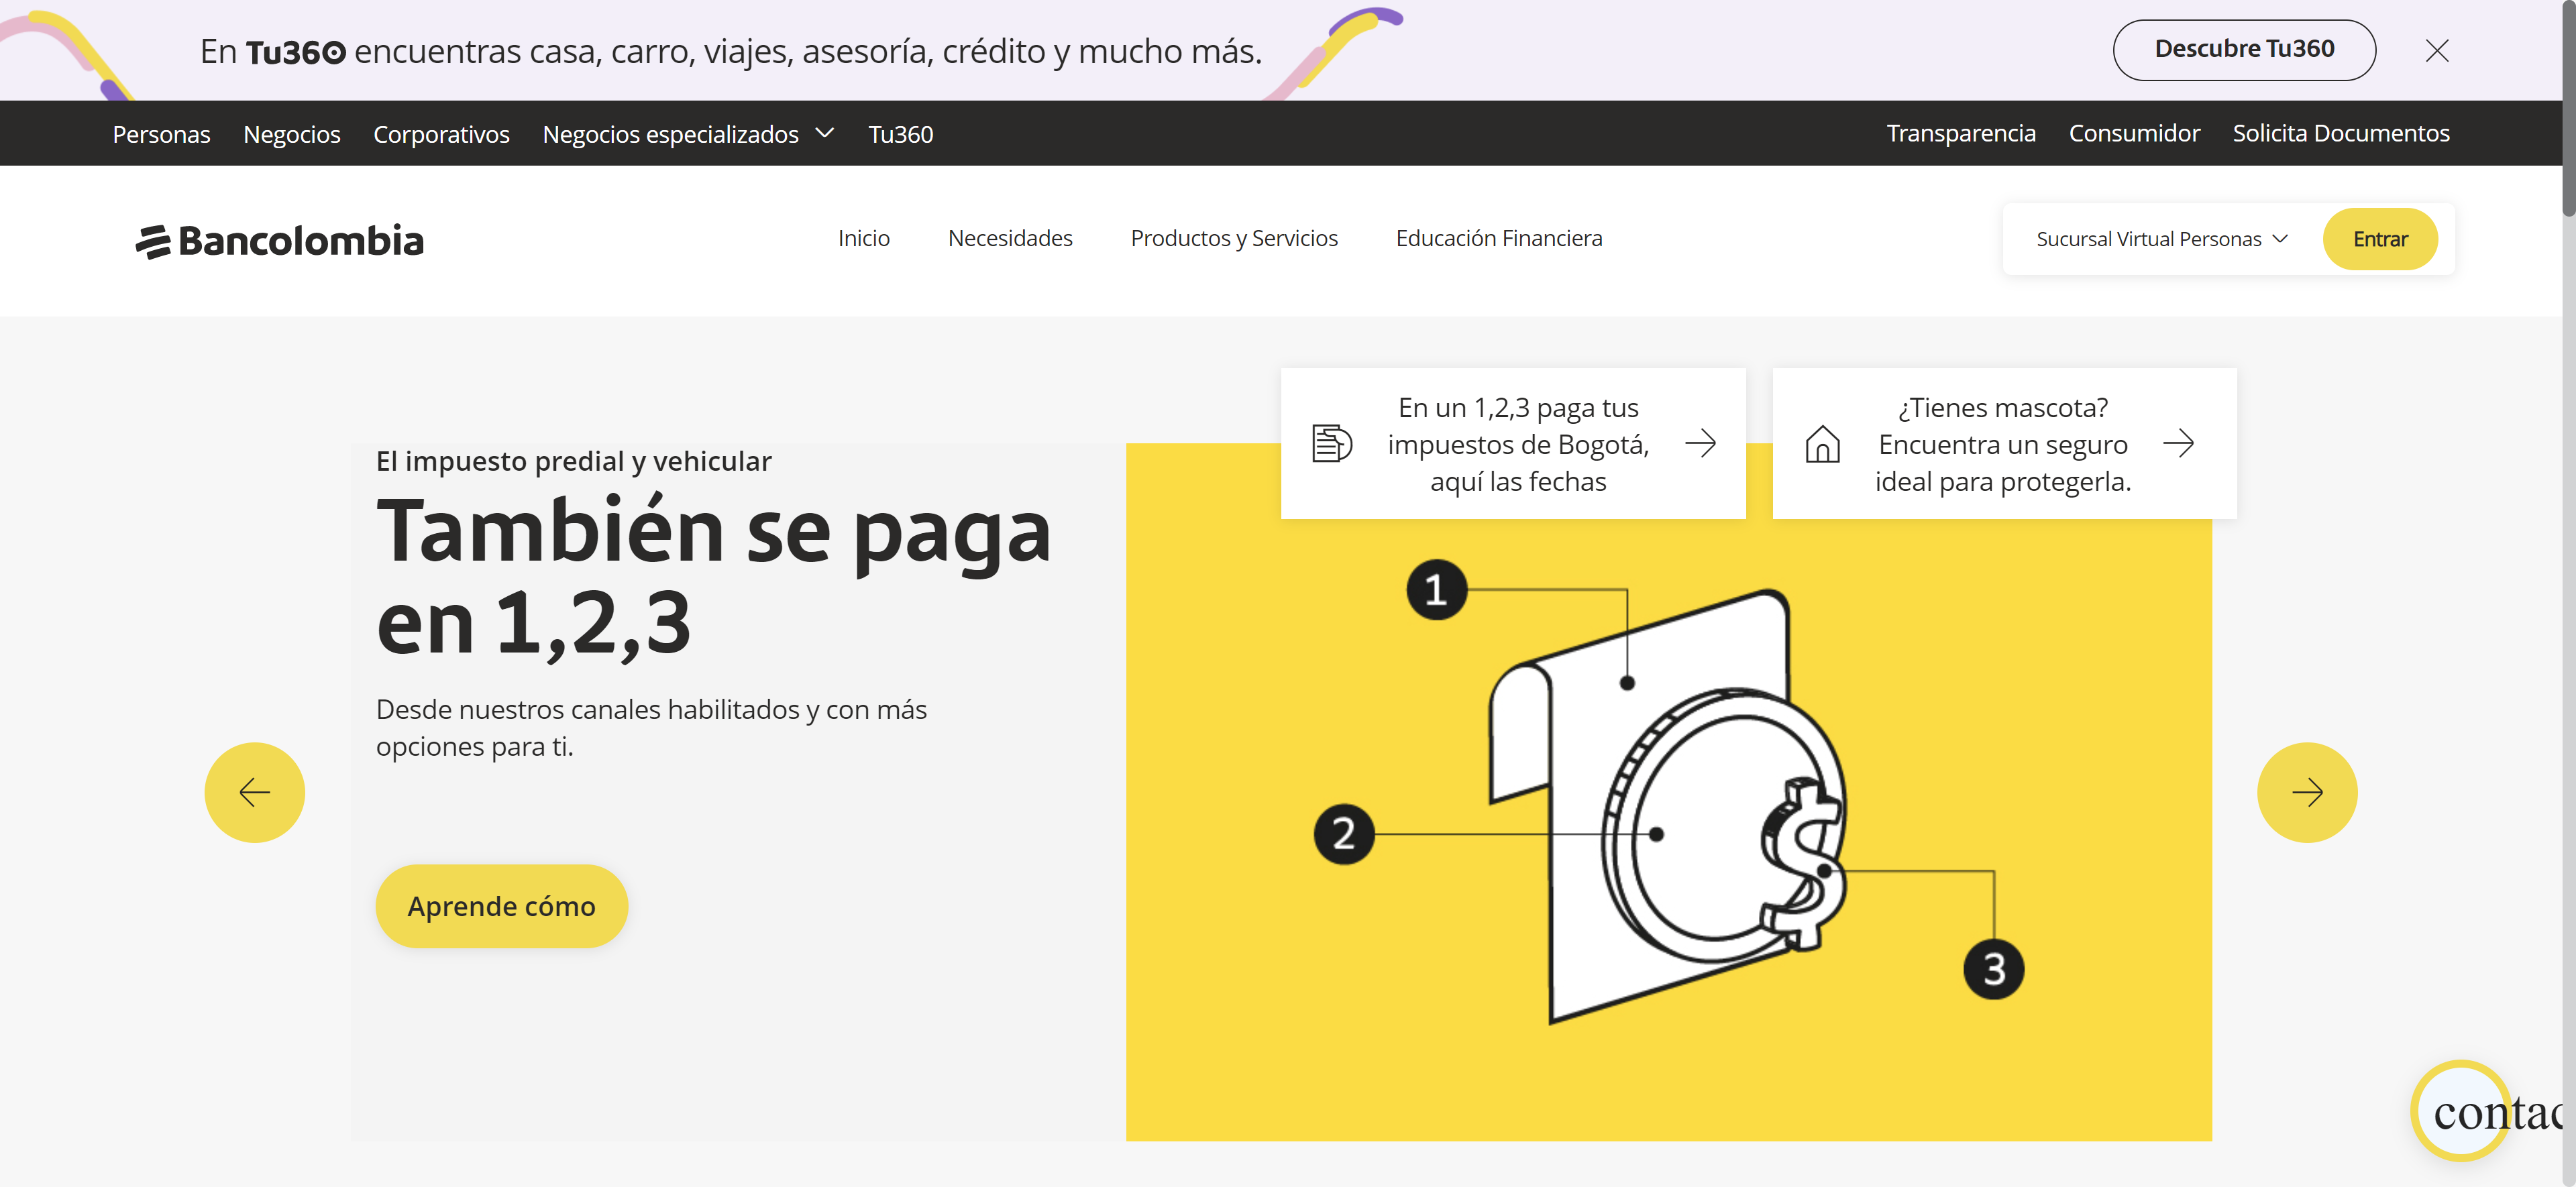 En Tu360 encuentras casa, carro, viajes, asesoría, crédito y mucho más.
Descubre Tu360
Personas Negocios Corporativos Negocios especializados Tu360
Transparencia Consumidor Solicita Documentos
Bancolombia
Inicio Necesidades Productos y Servicios Educación Financiera
Sucursal Virtual Personas
Entrar
En un 1,2,3 paga tus
impuestos de Bogotá,
aquí las fechas
¿Tienes mascota?
Encuentra un seguro
ideal para protegerla.
El impuesto predial y vehicular
También se paga
en 1,2,3
Desde nuestros canales habilitados y con más
opciones para ti.
Aprende cómo
1
2
$
3
contac